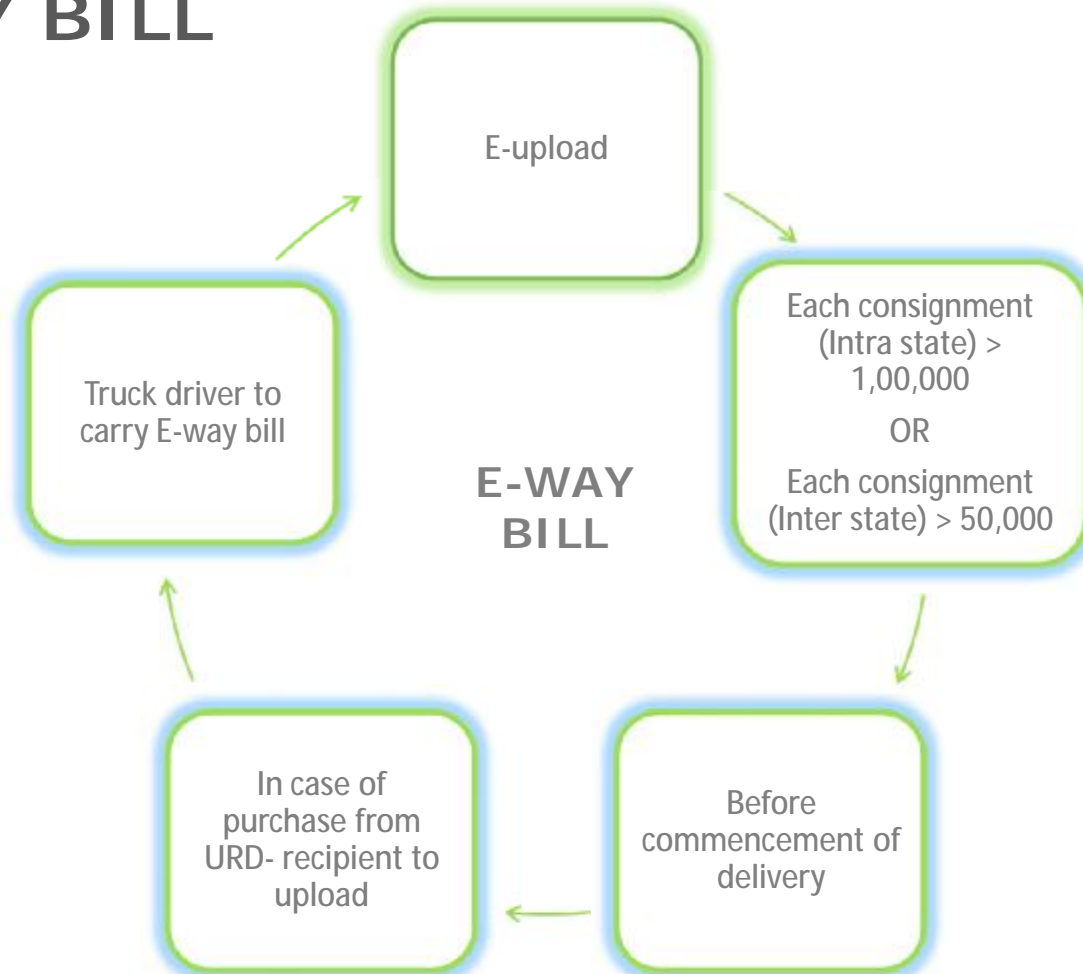 BILL
E-upload
Each consignment
(Intra state) >
1,00,000
OR
Each consignment
(Inter state) > 50,000
Truck driver to
carry E-way bill
E-WAY
BILL
In case of
purchase from
URD- recipient to
upload
Before
commencement of
delivery